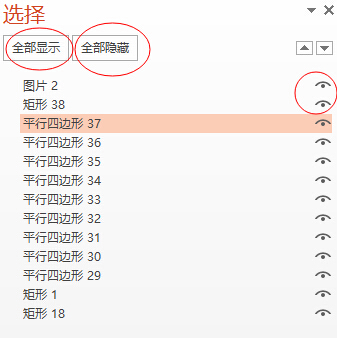 选择
全部显示 全部隐藏
图片 2
矩形 38
平行四边形 37
平行四边形 36
平行四边形 35
平行四边形 34
平行四边形 33
平行四边形 32
平行四边形 31
平行四边形 30
平行四边形 29
矩形 1
矩形 18